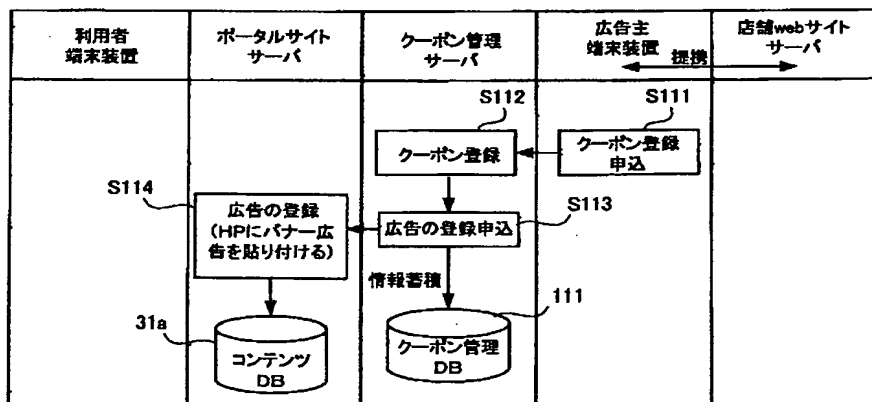 利用者
端末装置
ポータルサイト
サーバ
クーポン管理
サーバ
広告主
端末装置
店舗webサイト
サーバ
提携
S112
S111
クーポン登録
クーポン登録
申込
S114
S113
広告の登録
(HPにバナー広
告を貼り付ける)
広告の登録申込
情報蓄積
111
31a
コンテンツ
DB
クーポン管理
DB